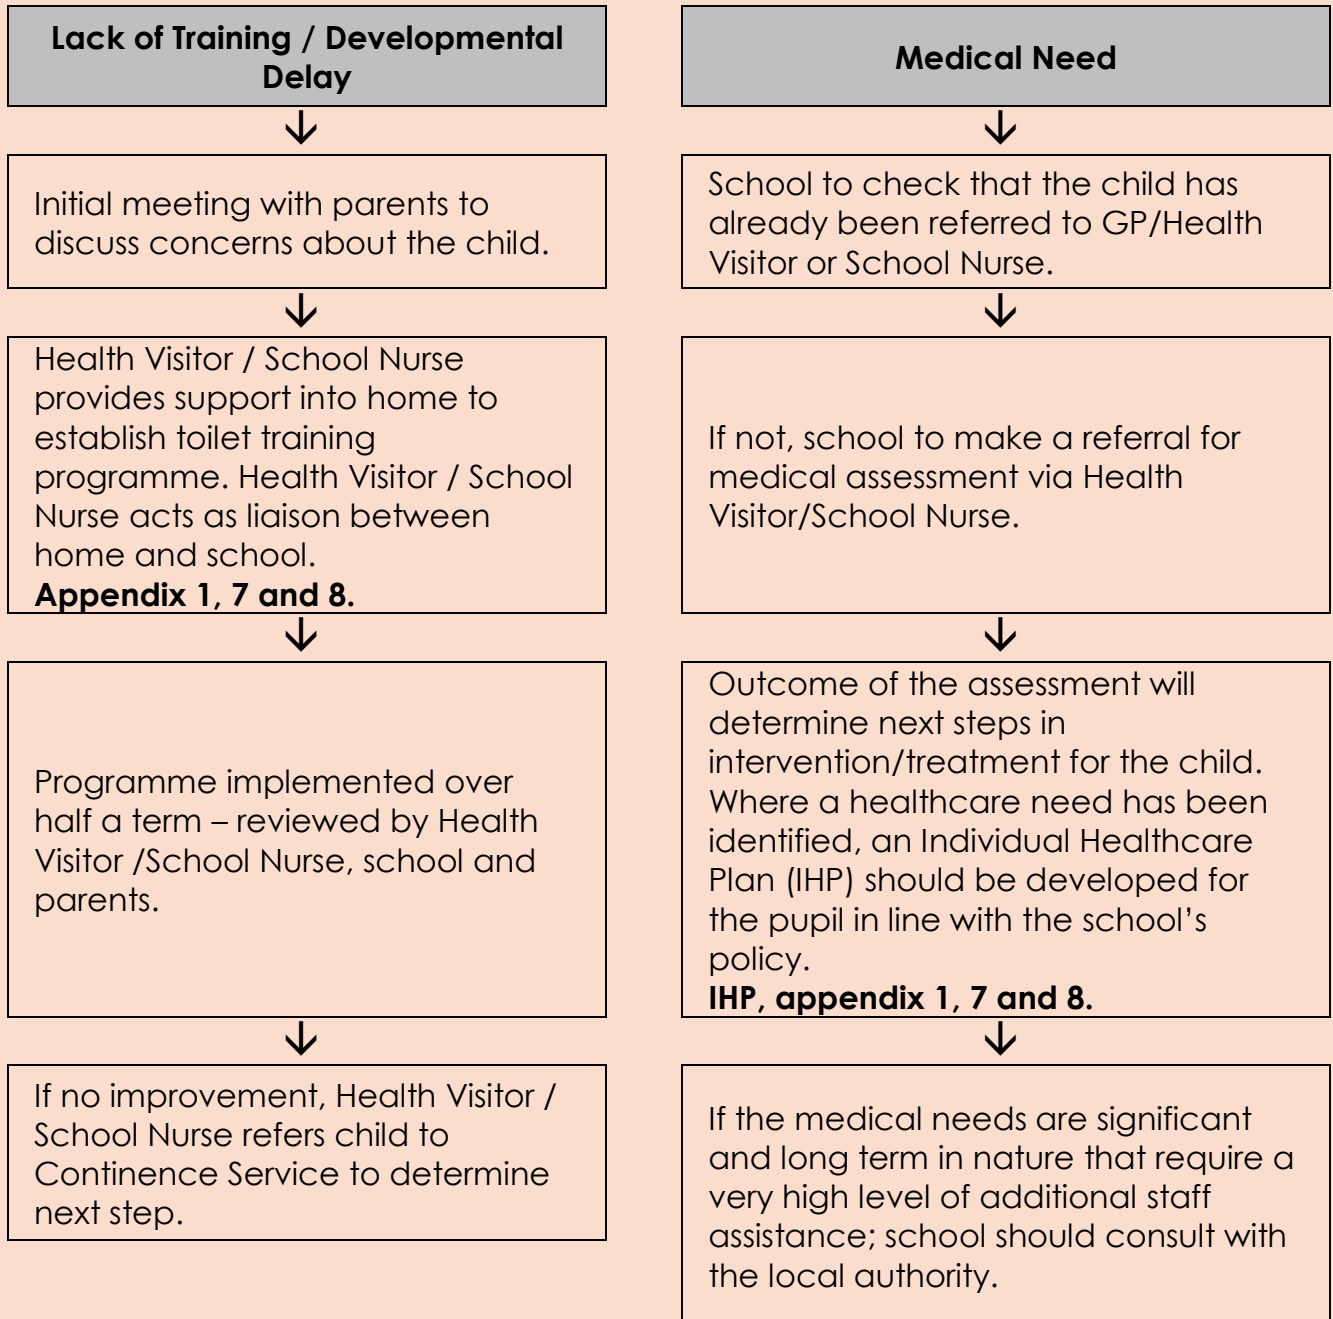 Lack of Training / Developmental
Delay
Initial meeting with parents to
discuss concerns about the child.
Health Visitor / School Nurse
provides support into home to
establish toilet training
programme. Health Visitor / School
Nurse acts as liaison between
home and school.
Appendix 1, 7 and 8.
Programme implemented over
half a term – reviewed by Health
Visitor /School Nurse, school and
parents.
If no improvement, Health Visitor /
School Nurse refers child to
Continence Service to determine
next step.
Medical Need
School to check that the child has
already been referred to GP/Health
Visitor or School Nurse.
If not, school to make a referral for
medical assessment via Health
Visitor/School Nurse.
Outcome of the assessment will
determine next steps in
intervention/treatment for the child.
Where a healthcare need has been
identified, an Individual Healthcare
Plan (IHP) should be developed for
the pupil in line with the school’s
policy.
IHP, appendix 1, 7 and 8.
If the medical needs are significant
and long term in nature that require a
very high level of additional staff
assistance; school should consult with
the local authority.